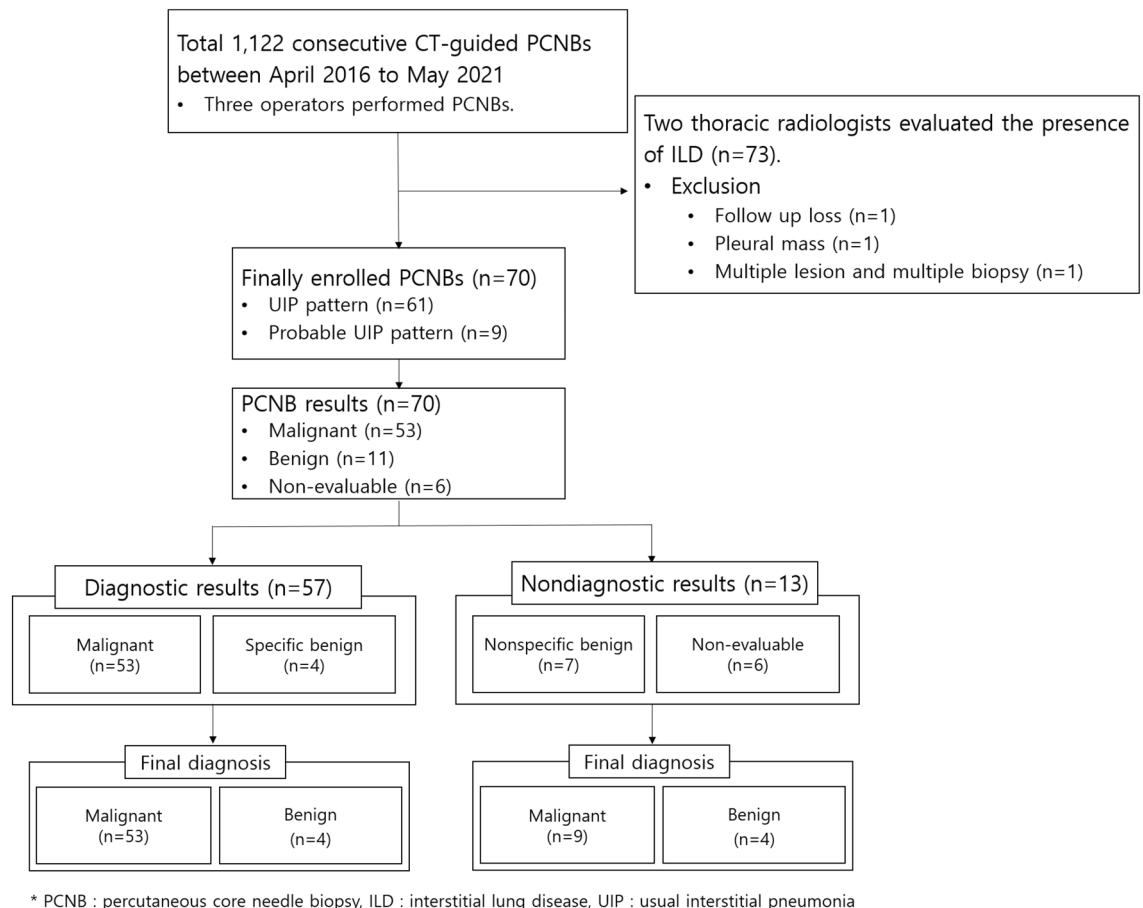 Total 1,122 consecutive CT-guided PCNBs
between April 2016 to May 2021
• Three operators performed PCNBs.
Two thoracic radiologists evaluated the presence
of ILD (n=73).
• Exclusion
• Follow up loss (n=1)
• Pleural mass (n=1)
• Multiple lesion and multiple biopsy (n=1)
Finally enrolled PCNBs (n=70)
• UIP pattern (n=61)
• Probable UIP pattern (n=9)
PCNB results (n=70)
• Malignant (n=53)
• Benign (n=11)
• Non-evaluable (n=6)
Diagnostic results (n=57)
Malignant
(n=53)
Specific benign
(n=4)
Nondiagnostic results (n=13)
Nonspecific benign
(n=7)
Non-evaluable
(n=6)
Final diagnosis
Malignant
(n=53)
Benign
(n=4)
Final diagnosis
Malignant
(n=9)
Benign
(n=4)
* PCNB : percutaneous core needle biopsy, ILD : interstitial lung disease, UIP : usual interstitial pneumonia